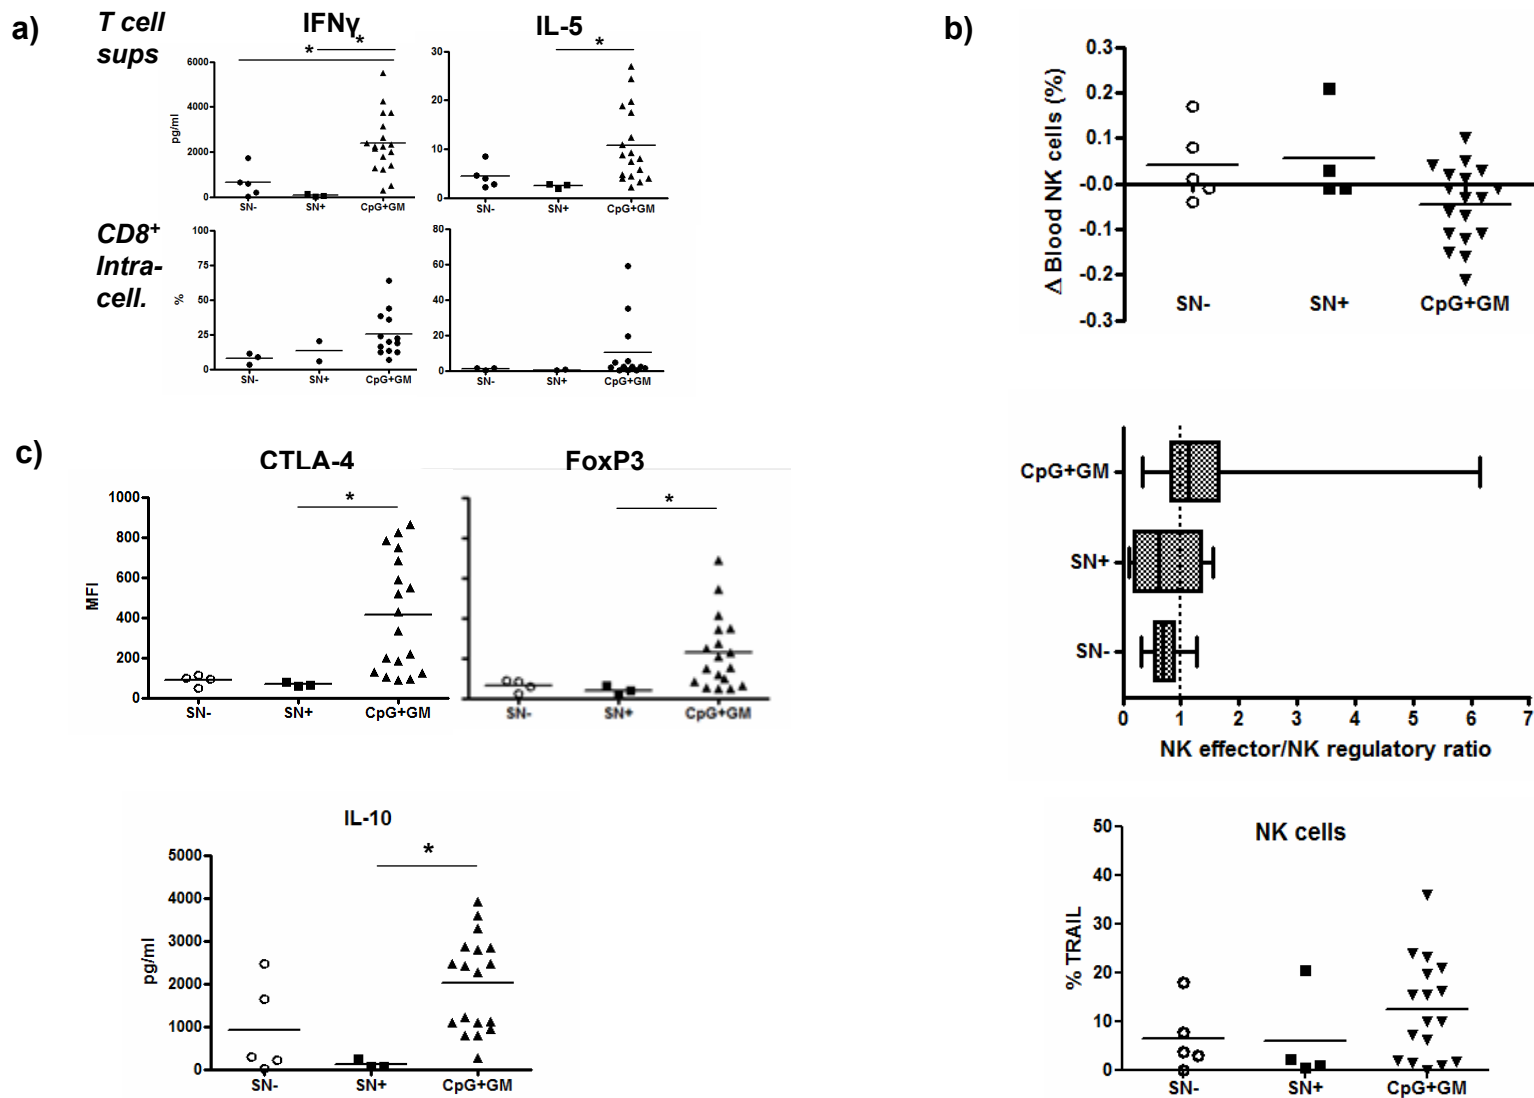 a)
T cell
sups
IFNγ
IL-5
*
*
*
pg/ml
6000
4000
2000
0
SN-
SN+
CpG+GM
30
20
10
0
SN-
SN+
CpG+GM
CD8+
Intra-
cell.
%
100
75
50
25
0
SN-
SN+
CpG+GM
80
60
40
20
0
SN-
SN+
CpG+GM
b)
Δ Blood NK cells (%)
0.3
0.2
0.1
-0.0
-0.1
-0.2
-0.3
SN-
SN+
CpG+GM
CpG+GM
SN+
SN-
0 1 2 3 4 5 6 7
NK effector/NK regulatory ratio
NK cells
% TRAIL
50
40
30
20
10
0
SN-
SN+
CpG+GM
c)
CTLA-4
FoxP3
*
*
MFI
1000
800
600
400
200
0
SN-
SN+
CpG+GM
SN-
SN+
CpG+GM
IL-10
*
pg/ml
5000
4000
3000
2000
1000
0
SN-
SN+
CpG+GM